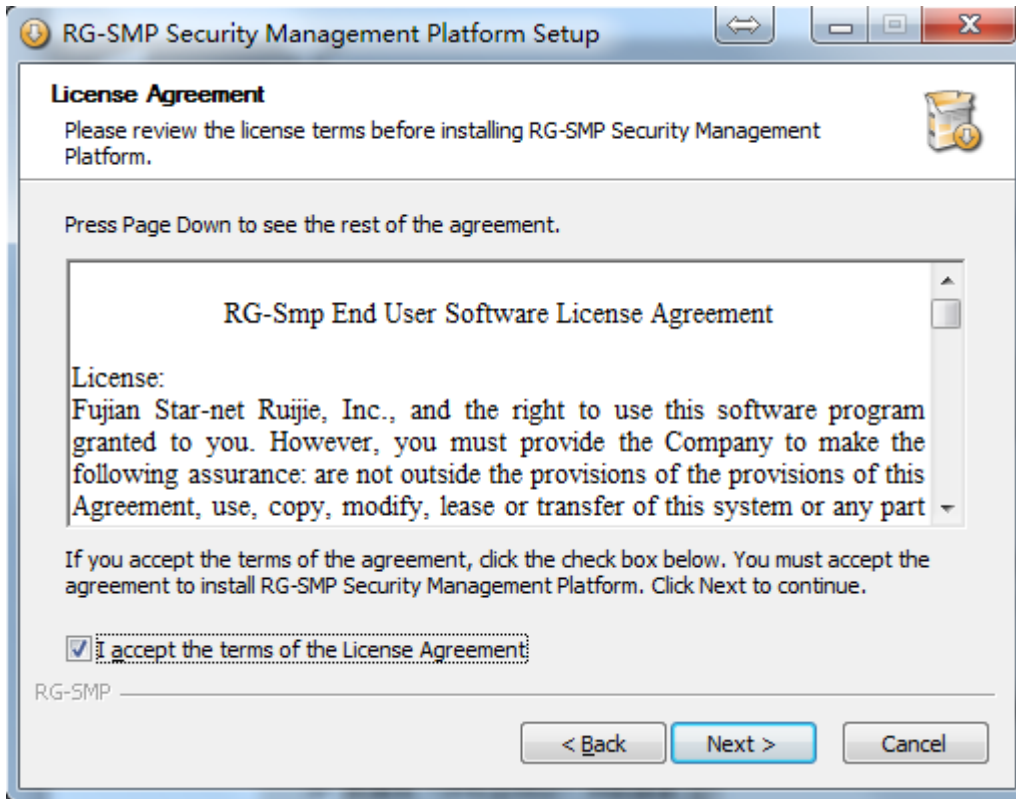 RG-SMP Security Management Platform Setup
License Agreement
Please review the license terms before installing RG-SMP Security Management
Platform.
Press Page Down to see the rest of the agreement.
RG-Smp End User Software License Agreement
License:
Fujian Star-net Ruijie, Inc., and the right to use this software program
granted to you. However, you must provide the Company to make the
following assurance: are not outside the provisions of the provisions of this
Agreement, use, copy, modify, lease or transfer of this system or any part
If you accept the terms of the agreement, click the check box below. You must accept the
agreement to install RG-SMP Security Management Platform. Click Next to continue.
I accept the terms of the License Agreement
RG-SMP
< Back Next > Cancel